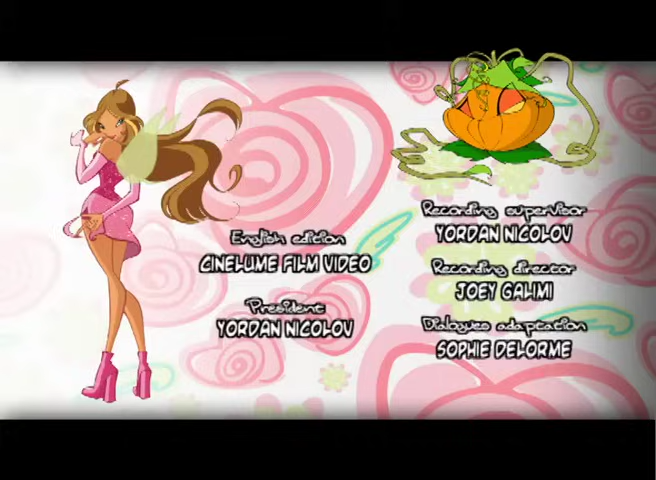 English edition
CINELUME FILM VIDEO
President
YORDAN NICOLOV
Recording supervisor
YORDAN NICOLOV
Recording director
JOEY GALIMI
Dialogues adaptation
SOPHIE DELORME